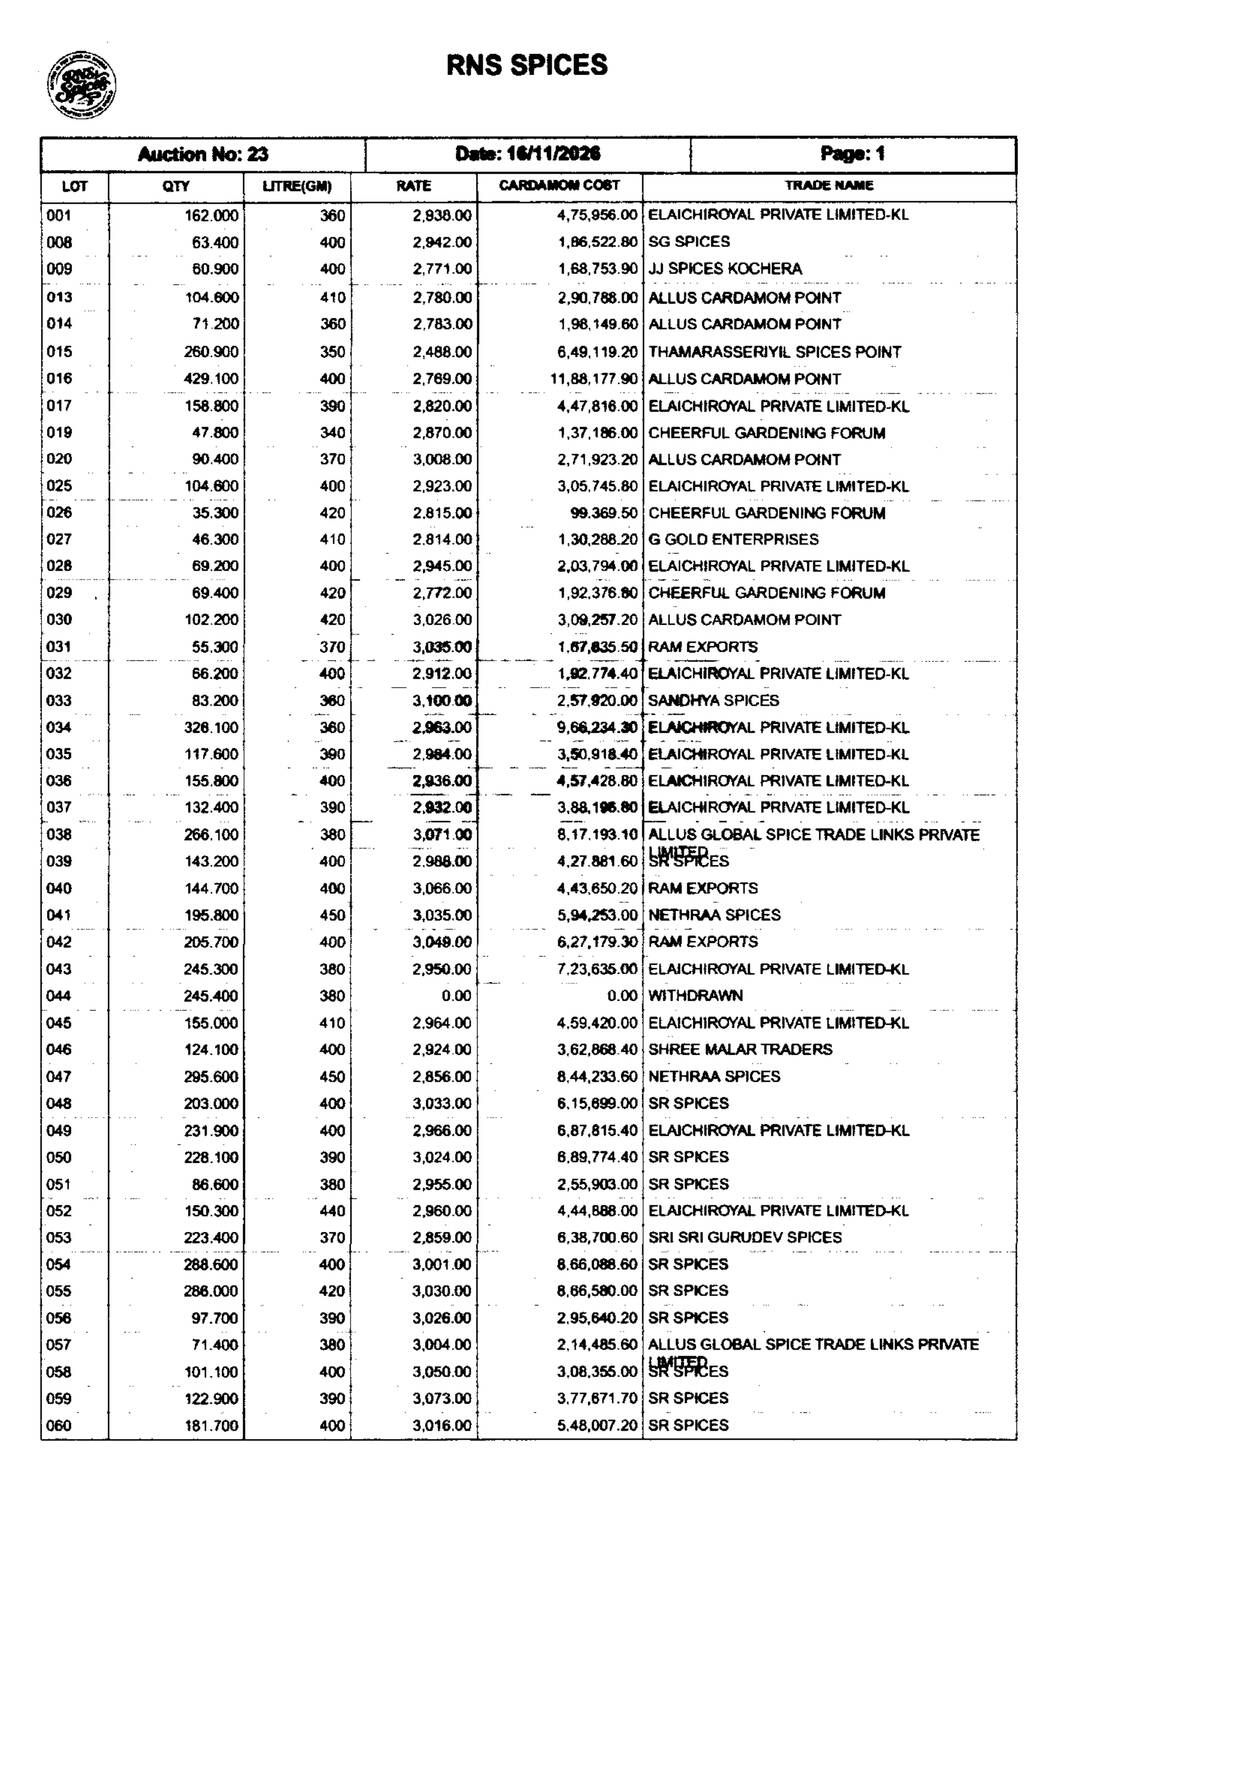 RNS SPICES
Auction No: 23 Date: 16/11/2026 Page: 1
LOT QTY LITRE(GM) RATE CARDAMOM COST TRADE NAME
001 162.000 360 2,938.00 4,75,956.00 ELAICHIROYAL PRIVATE LIMITED-KL
008 63.400 400 2,942.00 1,86,522.80 SG SPICES
009 60.900 400 2,771.00 1,68,753.90 JJ SPICES KOCHERA
013 104.600 410 2,780.00 2,90,788.00 ALLUS CARDAMOM POINT
014 71.200 360 2,783.00 1,98,149.60 ALLUS CARDAMOM POINT
015 260.900 350 2,488.00 6,49,119.20 THAMARASSERIYIL SPICES POINT
016 429.100 400 2,769.00 11,88,177.90 ALLUS CARDAMOM POINT
017 158.800 390 2,820.00 4,47,816.00 ELAICHIROYAL PRIVATE LIMITED-KL
019 47.800 340 2,870.00 1,37,186.00 CHEERFUL GARDENING FORUM
020 90.400 370 3,008.00 2,71,923.20 ALLUS CARDAMOM POINT
025 104.600 400 2,923.00 3,05,745.80 ELAICHIROYAL PRIVATE LIMITED-KL
026 35.300 420 2,815.00 99,369.50 CHEERFUL GARDENING FORUM
027 46.300 410 2,814.00 1,30,288.20 G GOLD ENTERPRISES
028 69.200 400 2,945.00 2,03,794.00 ELAICHIROYAL PRIVATE LIMITED-KL
029 69.400 420 2,772.00 1,92,376.80 CHEERFUL GARDENING FORUM
030 102.200 420 3,026.00 3,09,257.20 ALLUS CARDAMOM POINT
031 55.300 370 3,035.00 1,67,835.50 RAM EXPORTS
032 66.200 400 2,912.00 1,92,774.40 ELAICHIROYAL PRIVATE LIMITED-KL
033 83.200 360 3,100.00 2,57,920.00 SANDHYA SPICES
034 326.100 360 2,963.00 9,66,234.30 ELAICHIROYAL PRIVATE LIMITED-KL
035 117.600 390 2,984.00 3,50,918.40 ELAICHIROYAL PRIVATE LIMITED-KL
036 155.800 400 2,936.00 4,57,428.80 ELAICHIROYAL PRIVATE LIMITED-KL
037 132.400 390 2,932.00 3,88,196.80 ELAICHIROYAL PRIVATE LIMITED-KL
038 266.100 380 3,071.00 8,17,193.10 ALLUS GLOBAL SPICE TRADE LINKS PRIVATE
LIMITED
039 143.200 400 2,988.00 4,27,881.60 SR SPICES
040 144.700 400 3,066.00 4,43,650.20 RAM EXPORTS
041 195.800 450 3,035.00 5,94,253.00 NETHRAA SPICES
042 205.700 400 3,049.00 6,27,179.30 RAM EXPORTS
043 245.300 380 2,950.00 7,23,635.00 ELAICHIROYAL PRIVATE LIMITED-KL
044 245.400 380 0.00 0.00 WITHDRAWN
045 155.000 410 2,964.00 4,59,420.00 ELAICHIROYAL PRIVATE LIMITED-KL
046 124.100 400 2,924.00 3,62,868.40 SHREE MALAR TRADERS
047 295.600 450 2,856.00 8,44,233.60 NETHRAA SPICES
048 203.000 400 3,033.00 6,15,699.00 SR SPICES
049 231.900 400 2,966.00 6,87,815.40 ELAICHIROYAL PRIVATE LIMITED-KL
050 228.100 390 3,024.00 6,89,774.40 SR SPICES
051 86.600 380 2,955.00 2,55,903.00 SR SPICES
052 150.300 440 2,960.00 4,44,888.00 ELAICHIROYAL PRIVATE LIMITED-KL
053 223.400 370 2,859.00 6,38,700.60 SRI SRI GURUDEV SPICES
054 288.600 400 3,001.00 8,66,088.60 SR SPICES
055 286.000 420 3,030.00 8,66,580.00 SR SPICES
056 97.700 390 3,026.00 2,95,640.20 SR SPICES
057 71.400 380 3,004.00 2,14,485.60 ALLUS GLOBAL SPICE TRADE LINKS PRIVATE
LIMITED
058 101.100 400 3,050.00 3,08,355.00 SR SPICES
059 122.900 390 3,073.00 3,77,671.70 SR SPICES
060 181.700 400 3,016.00 5,48,007.20 SR SPICES